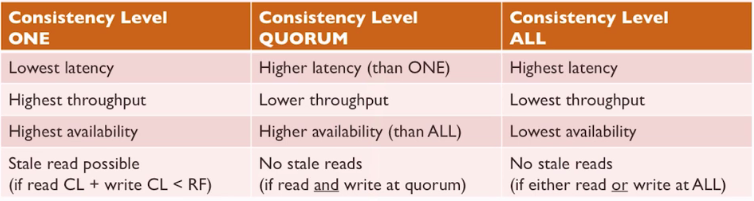 Consistency Level ONE
Consistency Level QUORUM
Consistency Level ALL
Lowest latency
Higher latency (than ONE)
Highest latency
Highest throughput
Lower throughput
Lowest throughput
Highest availability
Higher availability (than ALL)
Lowest availability
Stale read possible
(if read CL + write CL < RF)
No stale reads
(if read and write at quorum)
No stale reads
(if either read or write at ALL)